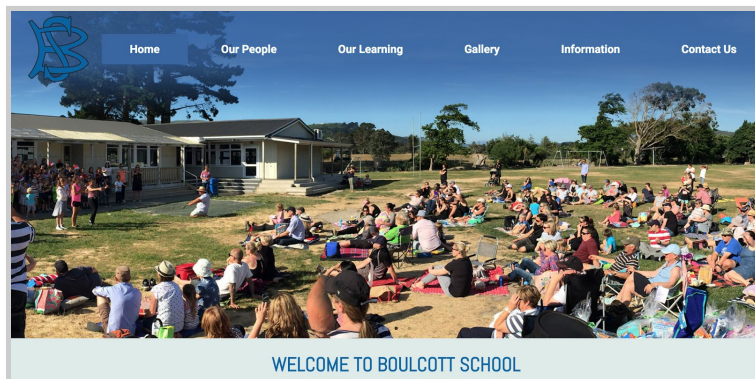 Home Our People Our Learning Gallery Information Contact Us
WELCOME TO BOULCOTT SCHOOL